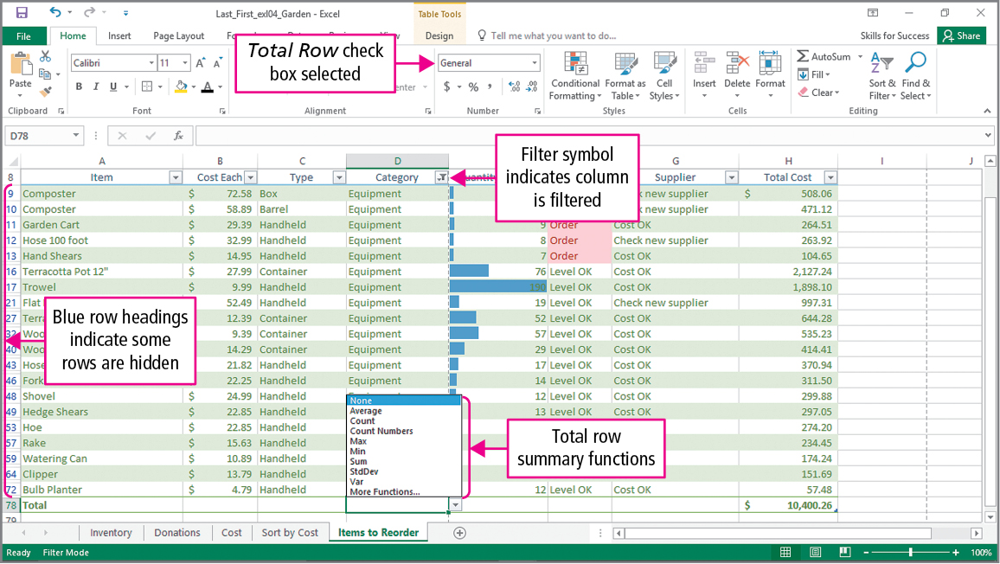 Last_First_exl04_Garden - Excel
Table Tools
File Home Insert Page Layout Design Tell me what you want to do... Skills for Success Share
Total Row check
box selected
Paste
Calibri 11 A A
B I U A
General
$ % , .00
Conditional
Formatting
Format as
Table
Cell
Styles
Insert Delete Format
AutoSum
Fill
Clear
Sort &
Filter
Find &
Select
Clipboard Font Alignment Number Styles Cells Editing
D78 fx
Filter symbol
indicates column
is filtered
A B C D G H I J
8 Item Cost Each Type Category Supplier Total Cost
9 Composter $ 72.58 Box Equipment new supplier $ 508.06
10 Composter $ 58.89 Barrel Equipment new supplier 471.12
11 Garden Cart $ 29.39 Handheld Equipment 9 Order Cost OK 264.51
12 Hose 100 foot $ 32.99 Handheld Equipment 8 Order Check new supplier 263.92
13 Hand Shears $ 14.95 Handheld Equipment 7 Order Cost OK 104.65
16 Terracotta Pot 12" $ 27.99 Container Equipment 76 Level OK Cost OK 2,127.24
17 Trowel $ 9.99 Handheld Equipment 190 Level OK Cost OK 1,898.10
21 Flat $ 52.49 Handheld Equipment 19 Level OK Check new supplier 997.31
27 Terra $ 12.39 Container Equipment 52 Level OK Cost OK 644.28
32 Woo $ 9.39 Container Equipment 57 Level OK Cost OK 535.23
40 Woo $ 14.29 Container Equipment 29 Level OK Cost OK 414.41
43 Hose $ 21.82 Handheld Equipment 17 Level OK Cost OK 370.94
46 Fork $ 22.25 Handheld Equipment 14 Level OK Cost OK 311.50
48 Shovel $ 24.99 Handheld 12 Level OK Cost OK 299.88
49 Hedge Shears $ 22.85 Handheld 13 Level OK Cost OK 297.05
53 Hoe $ 22.85 Handheld 274.20
57 Rake $ 15.63 Handheld 234.45
59 Watering Can $ 10.89 Handheld 174.24
64 Clipper $ 13.79 Handheld 151.69
72 Bulb Planter $ 4.79 Handheld 12 Level OK Cost OK 57.48
78 Total $ 10,400.26
79
Blue row headings
indicate some
rows are hidden
None
Average
Count
Count Numbers
Max
Min
Sum
StdDev
Var
More Functions...
Total row
summary functions
Inventory Donations Cost Sort by Cost Items to Reorder
Ready Filter Mode 100%